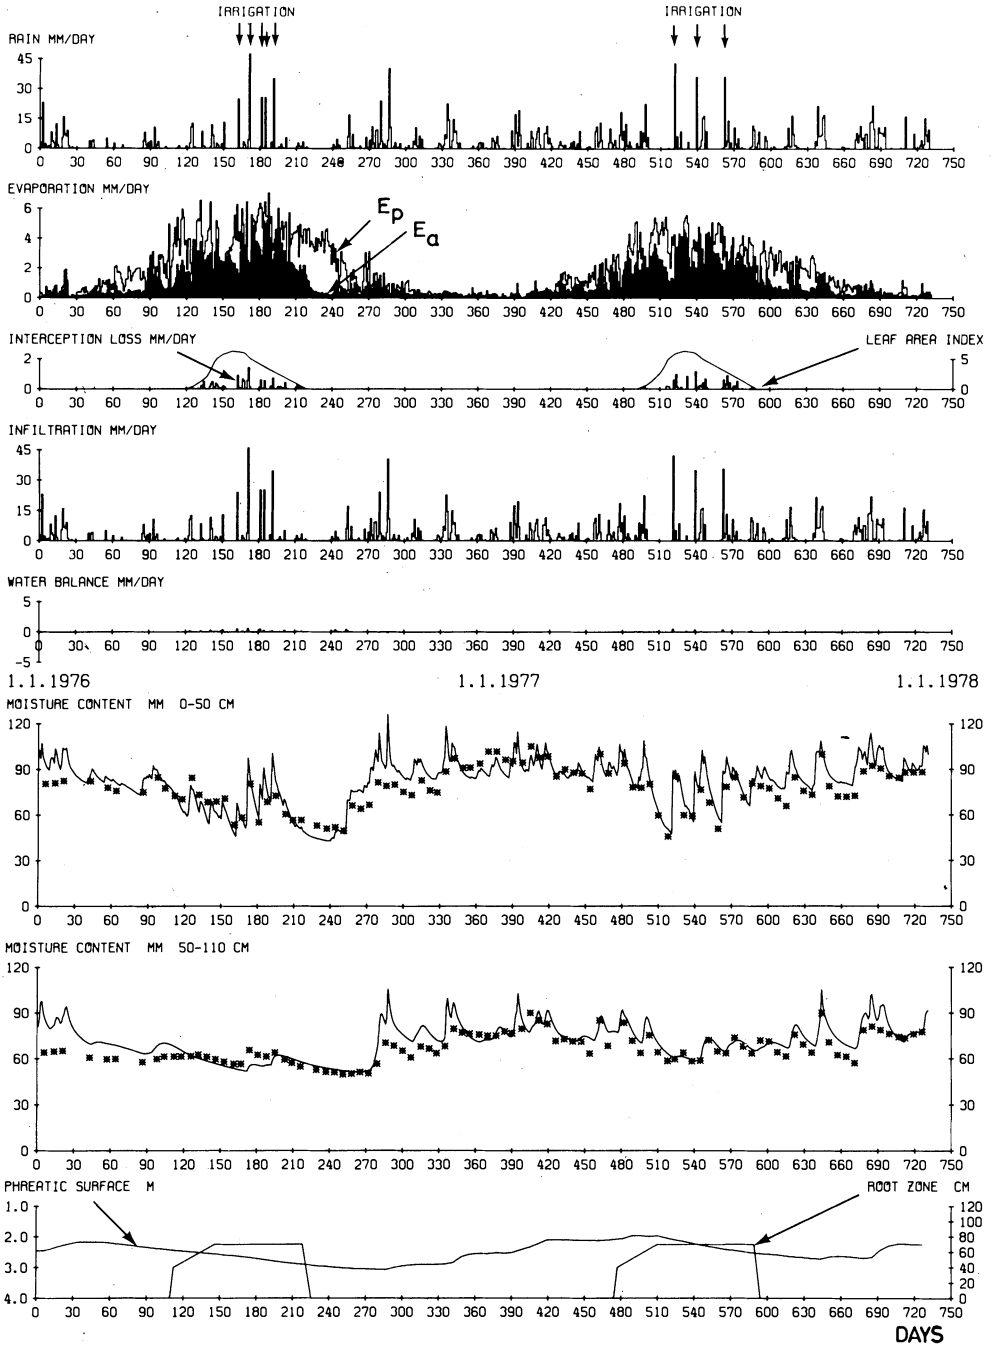 IRRIGATION IRRIGATION
RAIN MM/DAY
45
30
15
0
0 30 60 90 120 150 180 210 240 270 300 330 360 390 420 450 480 510 540 570 600 630 660 690 720 750
EVAPORATION MM/DAY
6
4
2
0
Ep
Ea
0 30 60 90 120 150 180 210 240 270 300 330 360 390 420 450 480 510 540 570 600 630 660 690 720 750
INTERCEPTION LOSS MM/DAY LEAF AREA INDEX
2 5
0 0
0 30 60 90 120 150 180 210 240 270 300 330 360 390 420 450 480 510 540 570 600 630 660 690 720 750
INFILTRATION MM/DAY
45
30
15
0
0 30 60 90 120 150 180 210 240 270 300 330 360 390 420 450 480 510 540 570 600 630 660 690 720 750
WATER BALANCE MM/DAY
5
0
-5
0 30 60 90 120 150 180 210 240 270 300 330 360 390 420 450 480 510 540 570 600 630 660 690 720 750
1.1.1976 1.1.1977 1.1.1978
MOISTURE CONTENT MM 0-50 CM
120 120
90 90
60 60
30 30
0 0
0 30 60 90 120 150 180 210 240 270 300 330 360 390 420 450 480 510 540 570 600 630 660 690 720 750
MOISTURE CONTENT MM 50-110 CM
120 120
90 90
60 60
30 30
0 0
0 30 60 90 120 150 180 210 240 270 300 330 360 390 420 450 480 510 540 570 600 630 660 690 720 750
PHREATIC SURFACE M ROOT ZONE CM
1.0 120
100
2.0 80
60
3.0 40
20
4.0 0
0 30 60 90 120 150 180 210 240 270 300 330 360 390 420 450 480 510 540 570 600 630 660 690 720 750
DAYS